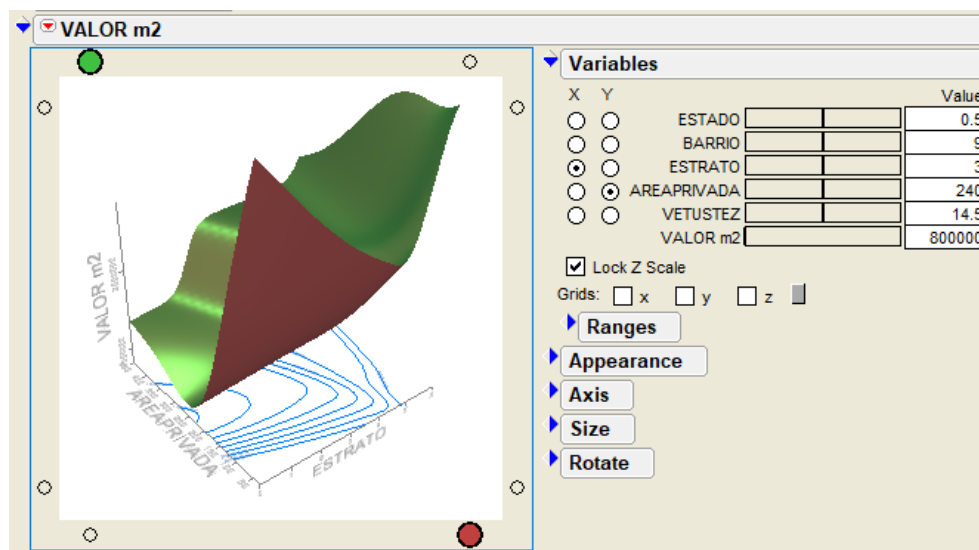 VALOR m2
Variables
X Y Value
ESTADO 0.5
BARRIO 9
ESTRATO 3
AREAPRIVADA 240
VETUSTEZ 14.5
VALOR m2 800000
Lock Z Scale
Grids: x y z
Ranges
Appearance
Axis
Size
Rotate
VALOR m2
AREAPRIVADA
ESTRATO